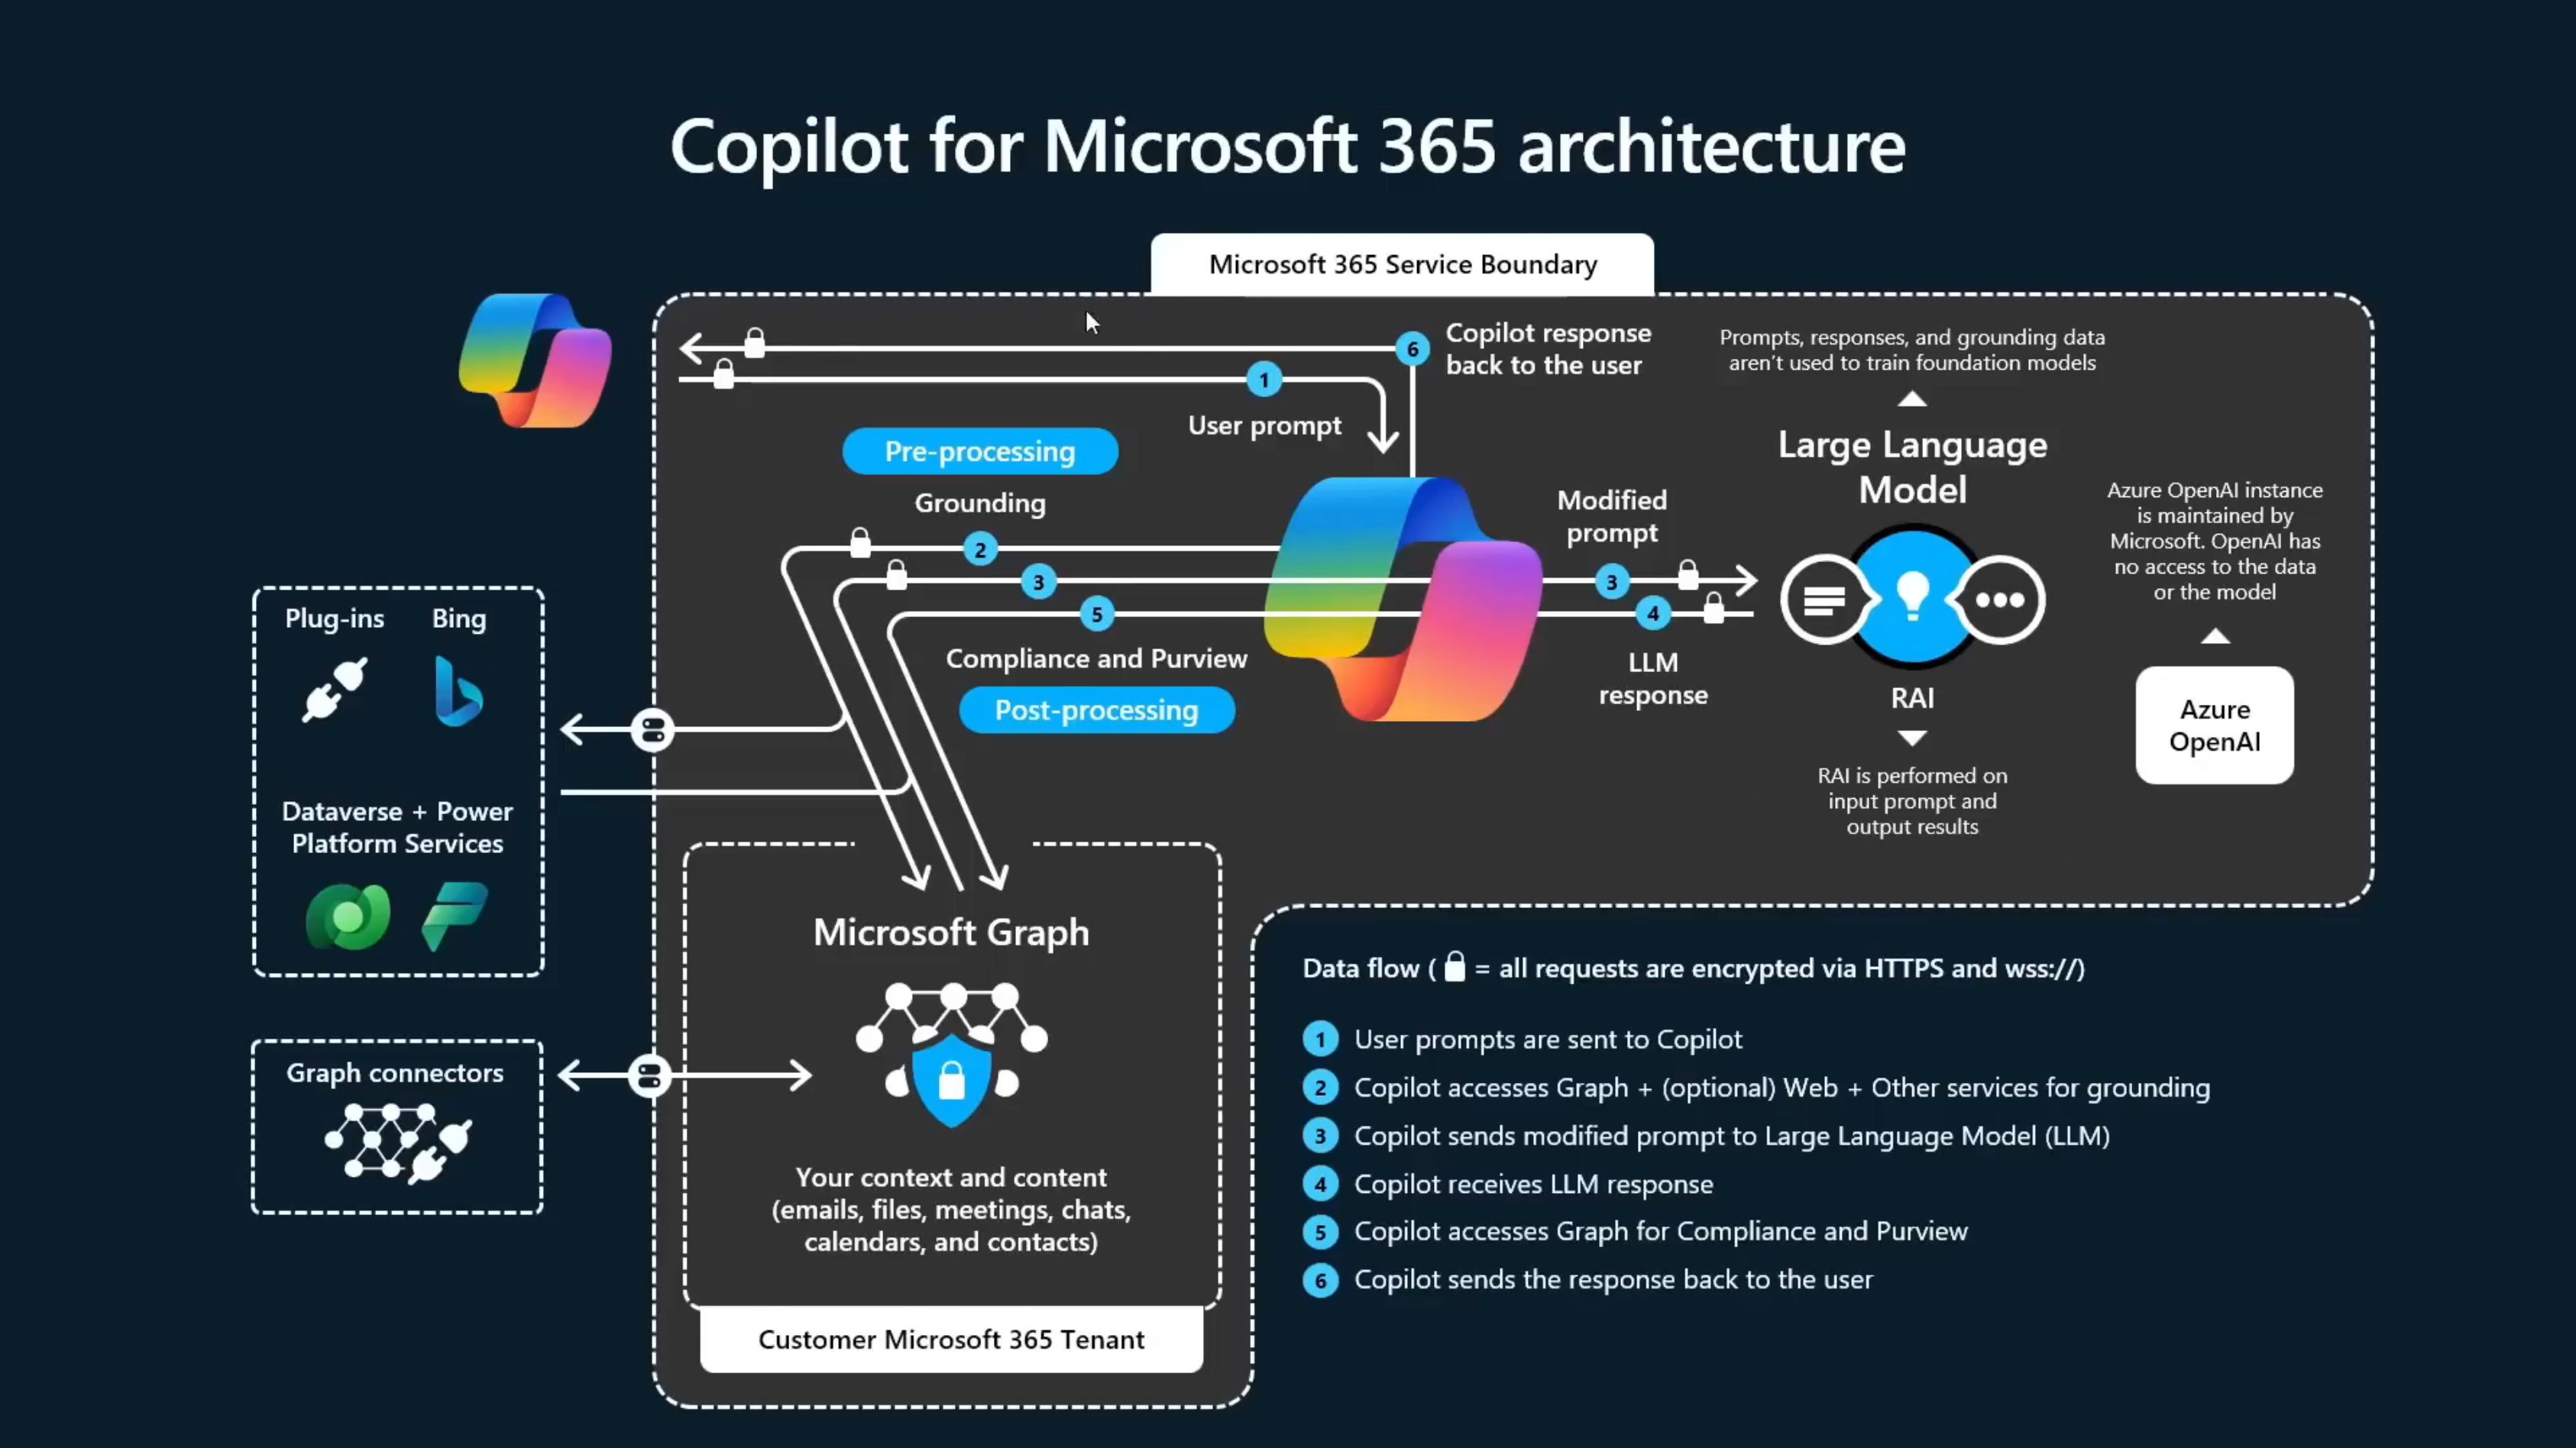 Copilot for Microsoft 365 architecture
Microsoft 365 Service Boundary
6
Copilot response
back to the user
1
User prompt
Prompts, responses, and grounding data
aren't used to train foundation models
Pre-processing
Grounding
2
3
5
Compliance and Purview
Post-processing
Modified
prompt
3
4
LLM
response
Large Language
Model
RAI
RAI is performed on
input prompt and
output results
Azure OpenAI instance
is maintained by
Microsoft. OpenAI has
no access to the data
or the model
Azure
OpenAI
Plug-ins
Bing
Dataverse + Power
Platform Services
Graph connectors
Microsoft Graph
Your context and content
(emails, files, meetings, chats,
calendars, and contacts)
Customer Microsoft 365 Tenant
Data flow ( = all requests are encrypted via HTTPS and wss://)
1 User prompts are sent to Copilot
2 Copilot accesses Graph + (optional) Web + Other services for grounding
3 Copilot sends modified prompt to Large Language Model (LLM)
4 Copilot receives LLM response
5 Copilot accesses Graph for Compliance and Purview
6 Copilot sends the response back to the user